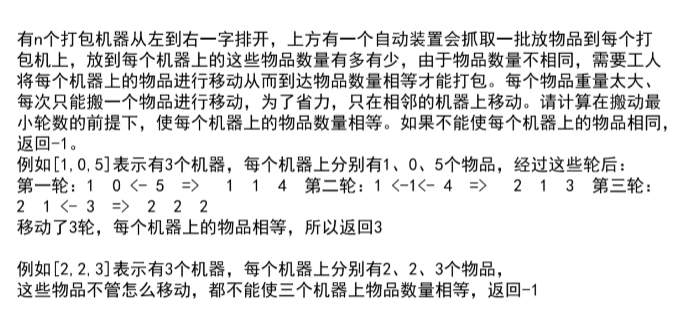 有n个打包机器从左到右一字排开，上方有一个自动装置会抓取一批放物品到每个打
包机上，放到每个机器上的这些物品数量有多有少，由于物品数量不相同，需要工人
将每个机器上的物品进行移动从而到达物品数量相等才能打包。每个物品重量太大、
每次只能搬一个物品进行移动，为了省力，只在相邻的机器上移动。请计算在搬动最
小轮数的前提下，使每个机器上的物品数量相等。如果不能使每个机器上的物品相同，
返回-1。
例如[1,0,5]表示有3个机器，每个机器上分别有1、0、5个物品，经过这些轮后：
第一轮：1 0 <- 5 => 1 1 4 第二轮：1 <-1<- 4 => 2 1 3 第三轮：
2 1 <- 3 => 2 2 2
移动了3轮，每个机器上的物品相等，所以返回3
例如[2,2,3]表示有3个机器，每个机器上分别有2、2、3个物品，
这些物品不管怎么移动，都不能使三个机器上物品数量相等，返回-1